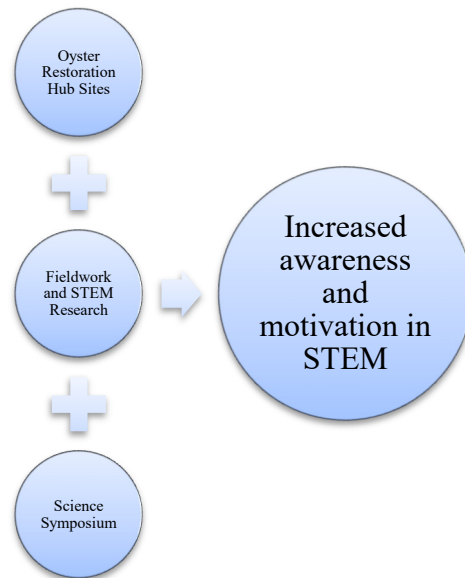 Oyster
Restoration
Hub Sites
Fieldwork
and STEM
Research
Science
Symposium
Increased
awareness
and
motivation in
STEM